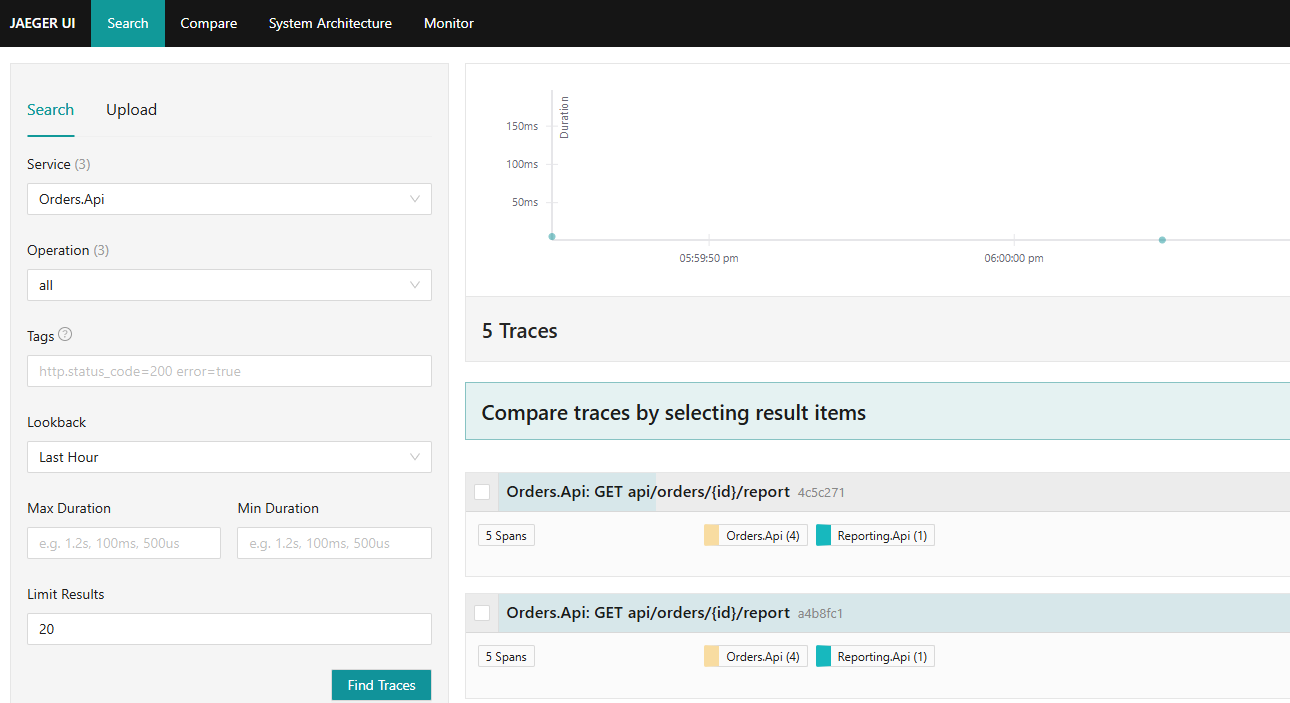 JAEGER UI Search Compare System Architecture Monitor
Search Upload
Service (3)
Orders.Api
Operation (3)
all
Tags ?
http.status_code=200 error=true
Lookback
Last Hour
Max Duration Min Duration
e.g. 1.2s, 100ms, 500us e.g. 1.2s, 100ms, 500us
Limit Results
20
Find Traces
Duration
150ms
100ms
50ms
05:59:50 pm 06:00:00 pm
5 Traces
Compare traces by selecting result items
Orders.Api: GET api/orders/{id}/report 4c5c271
5 Spans Orders.Api (4) Reporting.Api (1)
Orders.Api: GET api/orders/{id}/report a4b8fc1
5 Spans Orders.Api (4) Reporting.Api (1)